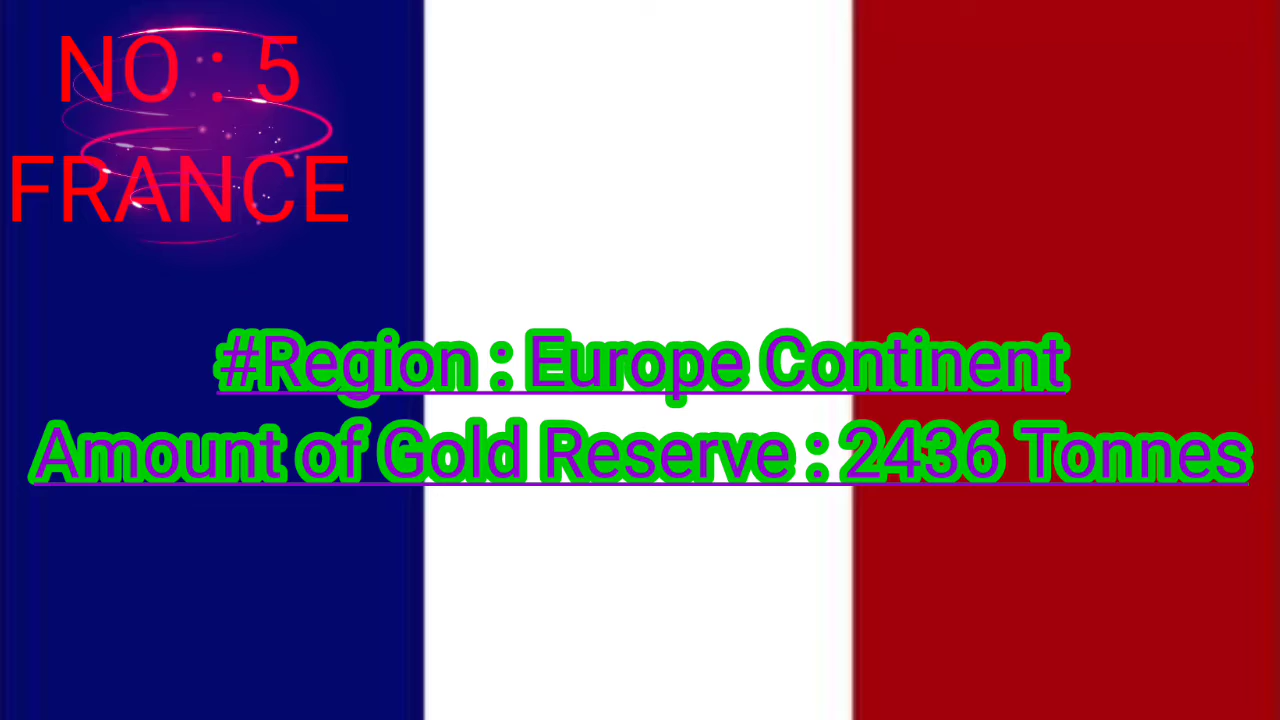 NO : 5
FRANCE
#Region : Europe Continent
Amount of Gold Reserve : 2436 Tonnes